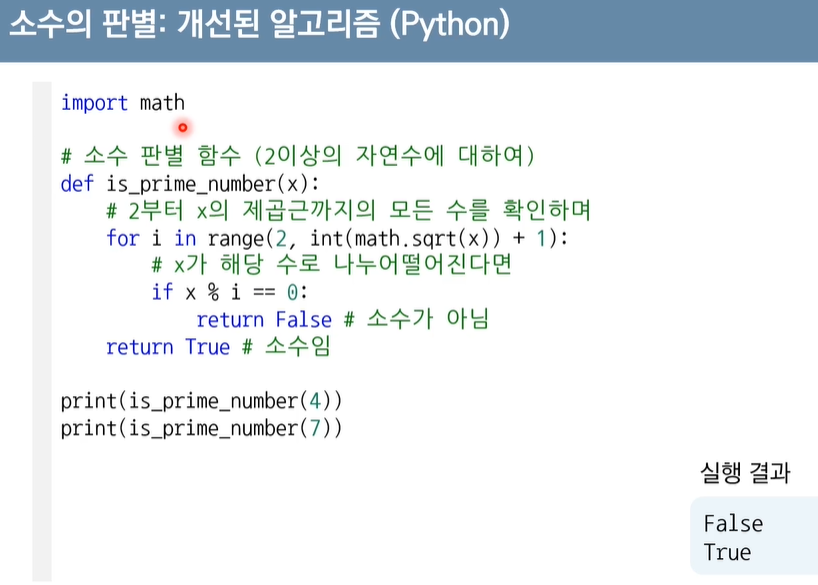 소수의 판별: 개선된 알고리즘 (Python)
import math
# 소수 판별 함수 (2이상의 자연수에 대하여)
def is_prime_number(x):
    # 2부터 x의 제곱근까지의 모든 수를 확인하며
    for i in range(2, int(math.sqrt(x)) + 1):
        # x가 해당 수로 나누어떨어진다면
        if x % i == 0:
            return False # 소수가 아님
    return True # 소수임
print(is_prime_number(4))
print(is_prime_number(7))
실행 결과
False
True